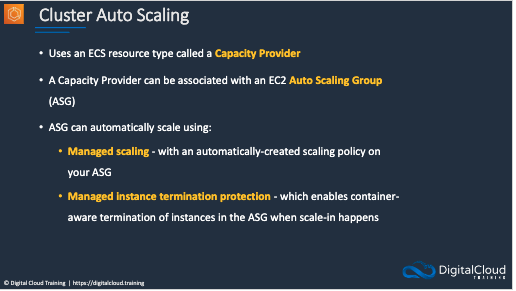 Cluster Auto Scaling
• Uses an ECS resource type called a Capacity Provider
• A Capacity Provider can be associated with an EC2 Auto Scaling Group
(ASG)
• ASG can automatically scale using:
• Managed scaling - with an automatically-created scaling policy on
your ASG
• Managed instance termination protection - which enables container-
aware termination of instances in the ASG when scale-in happens
DigitalCloud
TRAINING
© Digital Cloud Training | https://digitalcloud.training